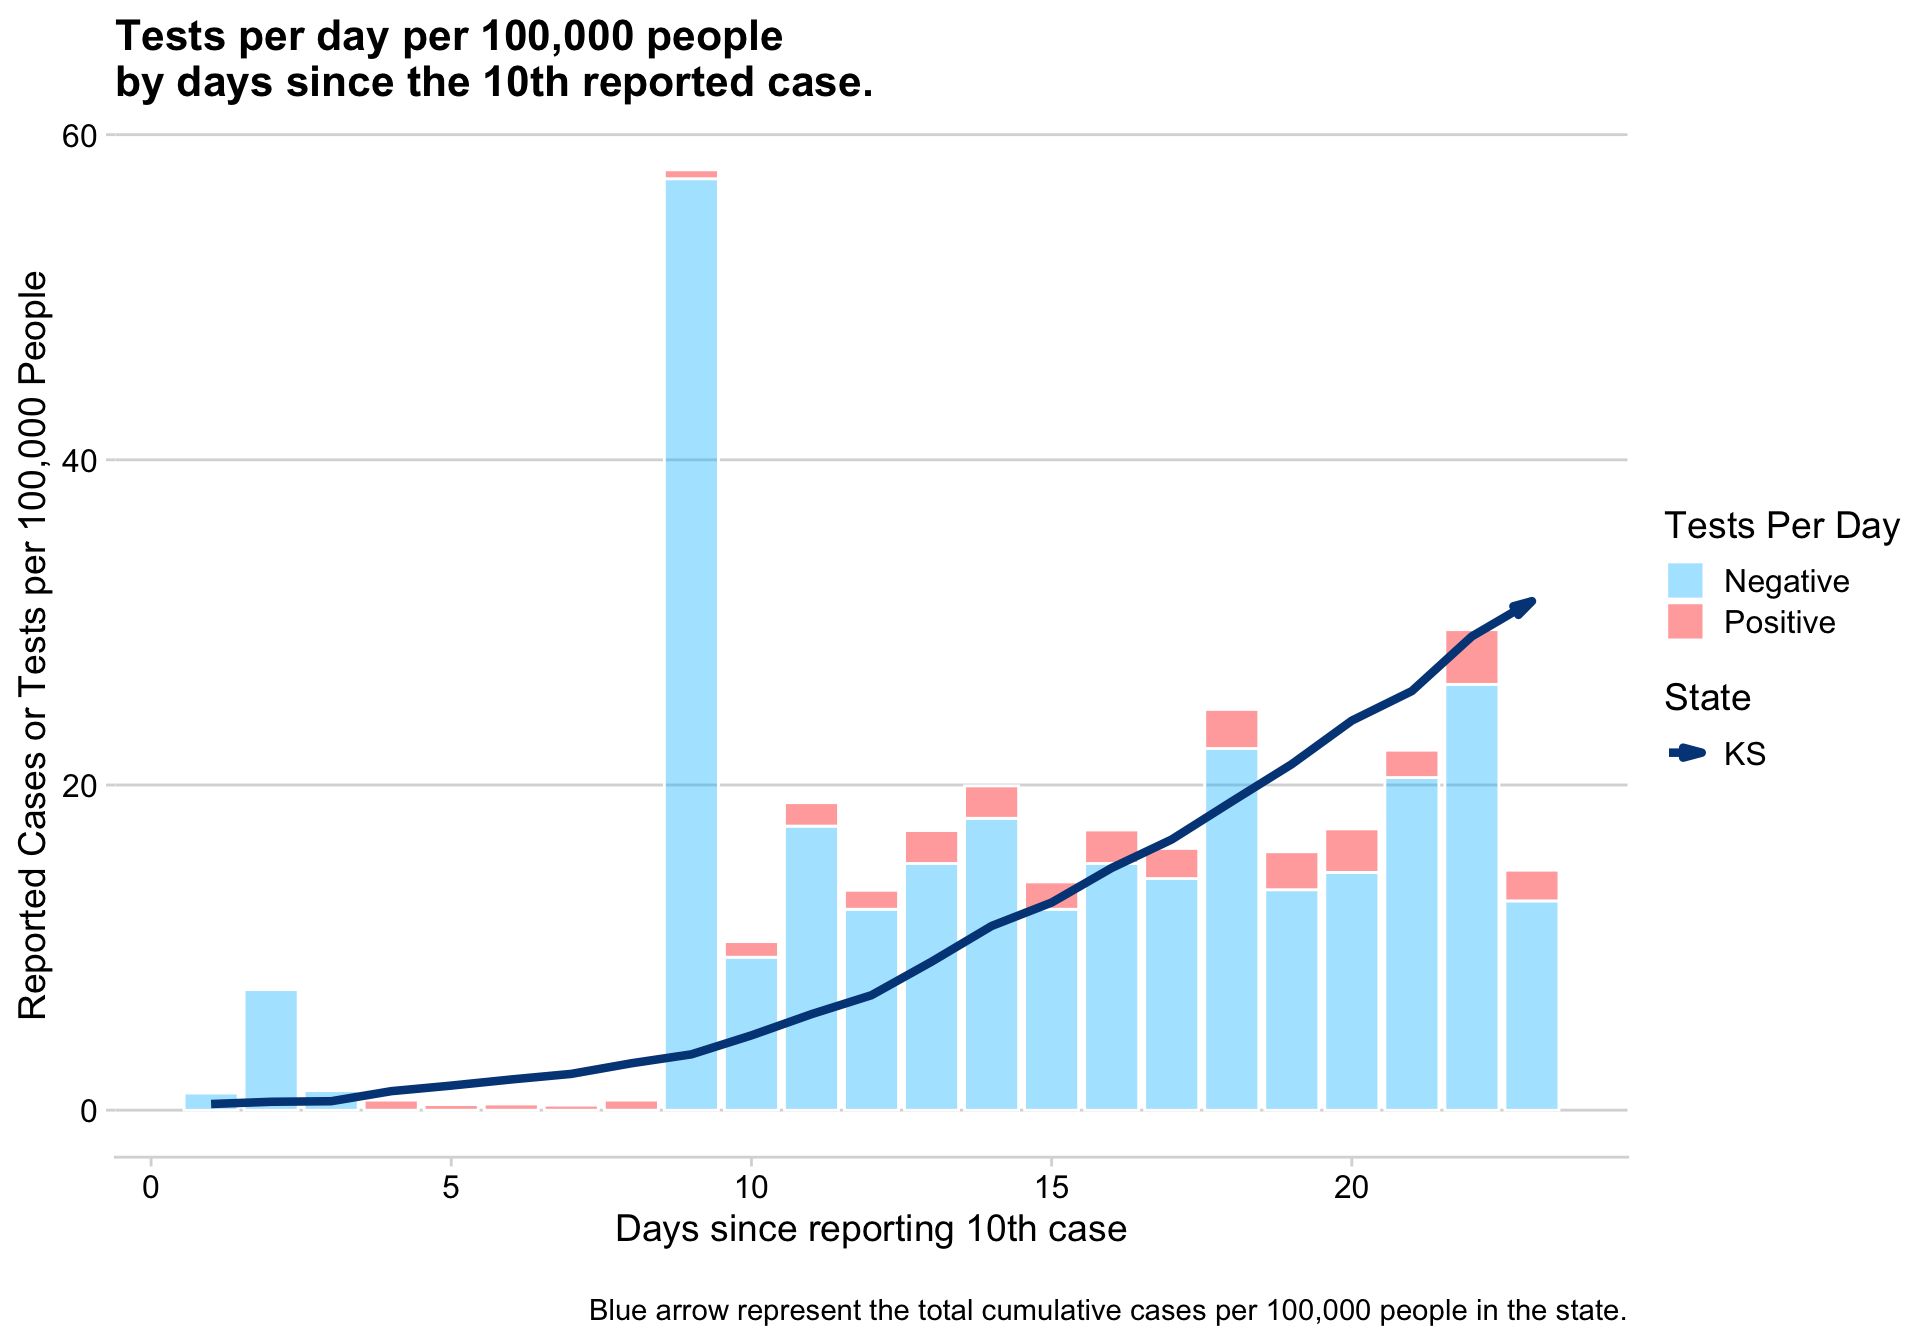 Tests per day per 100,000 people
by days since the 10th reported case.
Reported Cases or Tests per 100,000 People
60
40
20
0
0 5 10 15 20
Days since reporting 10th case
Tests Per Day
Negative
Positive
State
KS
Blue arrow represent the total cumulative cases per 100,000 people in the state.